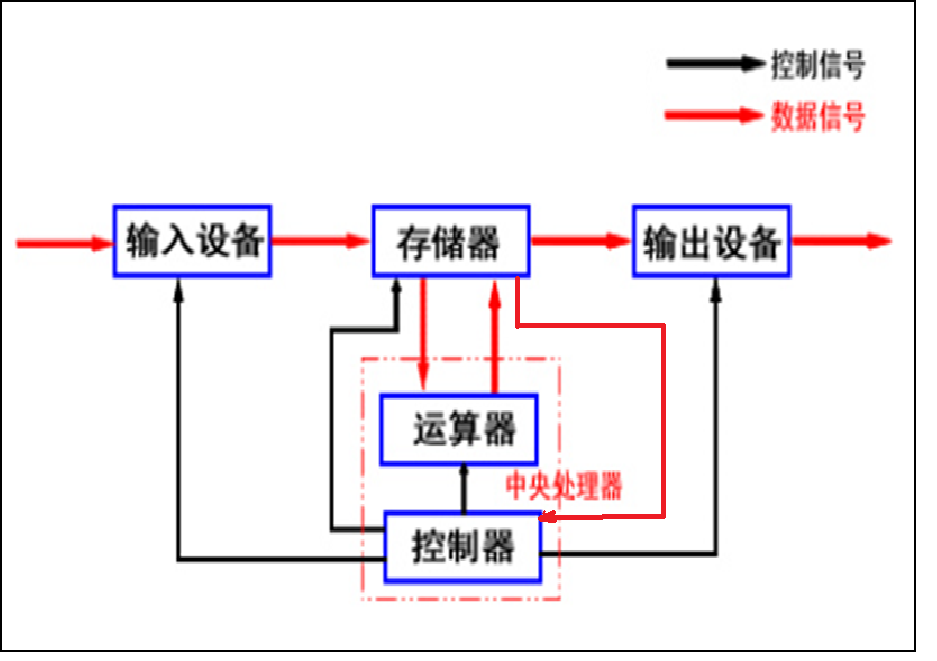 控制信号
数据信号
输入设备
存储器
输出设备
运算器
中央处理器
控制器